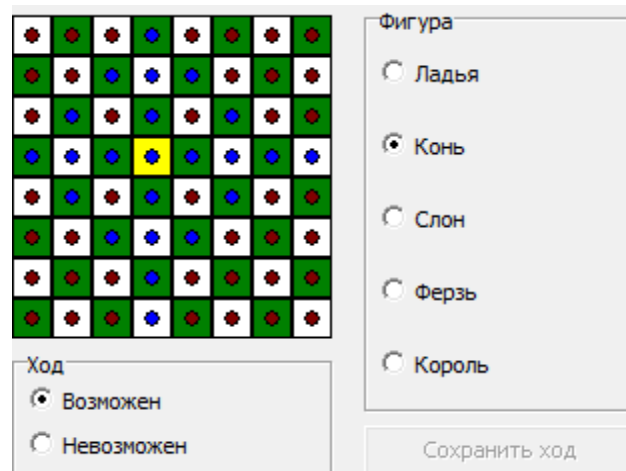 Фигура
Ладья
Конь
Слон
Ферзь
Король
Ход
Возможен
Невозможен
Сохранить ход